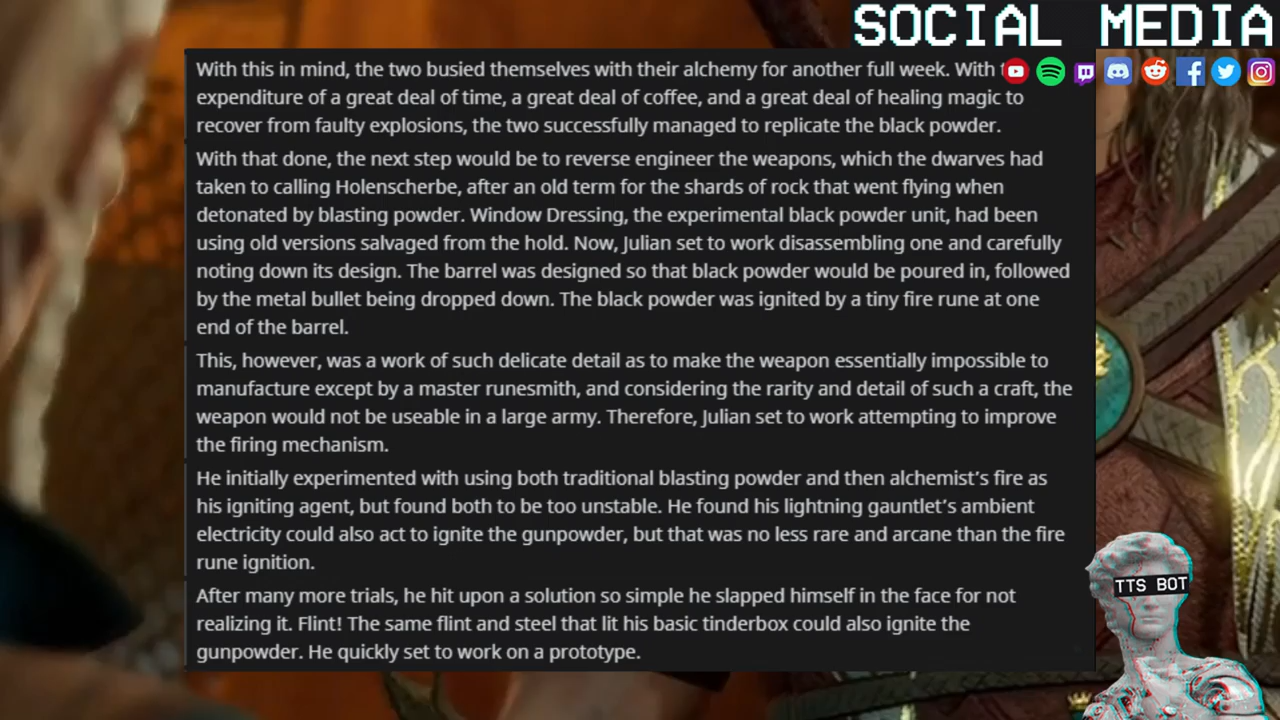 SOCIAL MEDIA
With this in mind, the two busied themselves with their alchemy for another full week. With
expenditure of a great deal of time, a great deal of coffee, and a great deal of healing magic to
recover from faulty explosions, the two successfully managed to replicate the black powder.
With that done, the next step would be to reverse engineer the weapons, which the dwarves had
taken to calling Holenscherbe, after an old term for the shards of rock that went flying when
detonated by blasting powder. Window Dressing, the experimental black powder unit, had been
using old versions salvaged from the hold. Now, Julian set to work disassembling one and carefully
noting down its design. The barrel was designed so that black powder would be poured in, followed
by the metal bullet being dropped down. The black powder was ignited by a tiny fire rune at one
end of the barrel.
This, however, was a work of such delicate detail as to make the weapon essentially impossible to
manufacture except by a master runesmith, and considering the rarity and detail of such a craft, the
weapon would not be useable in a large army. Therefore, Julian set to work attempting to improve
the firing mechanism.
He initially experimented with using both traditional blasting powder and then alchemist's fire as
his igniting agent, but found both to be too unstable. He found his lightning gauntlet's ambient
electricity could also act to ignite the gunpowder, but that was no less rare and arcane than the fire
rune ignition.
After many more trials, he hit upon a solution so simple he slapped himself in the face for not
realizing it. Flint! The same flint and steel that lit his basic tinderbox could also ignite the
gunpowder. He quickly set to work on a prototype.
TTS BOT